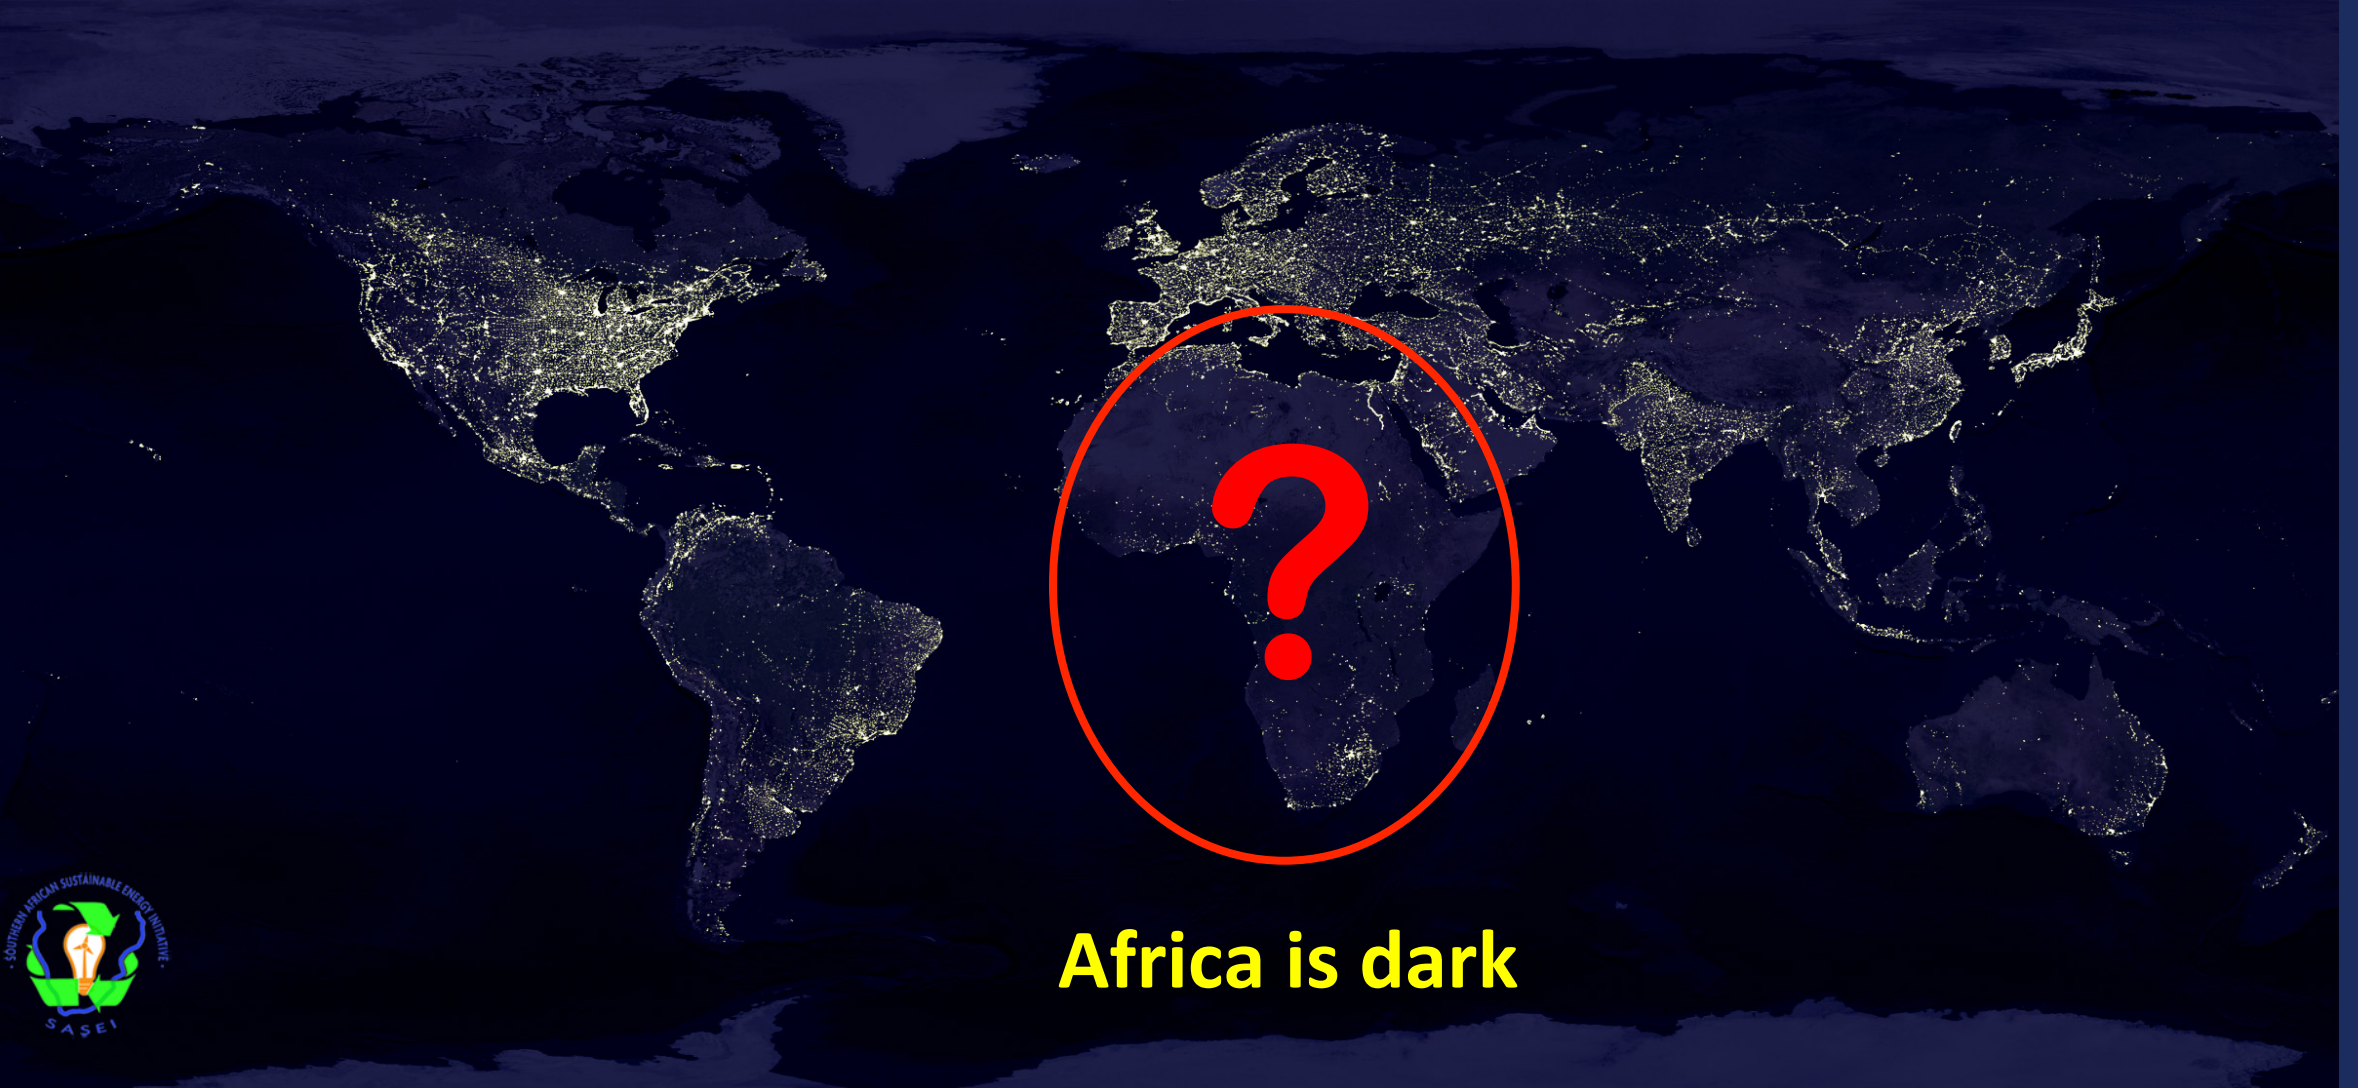 ?
Africa is dark
· SOUTHERN AFRICAN SUSTAINABLE ENERGY INITIATIVE ·
SASEI